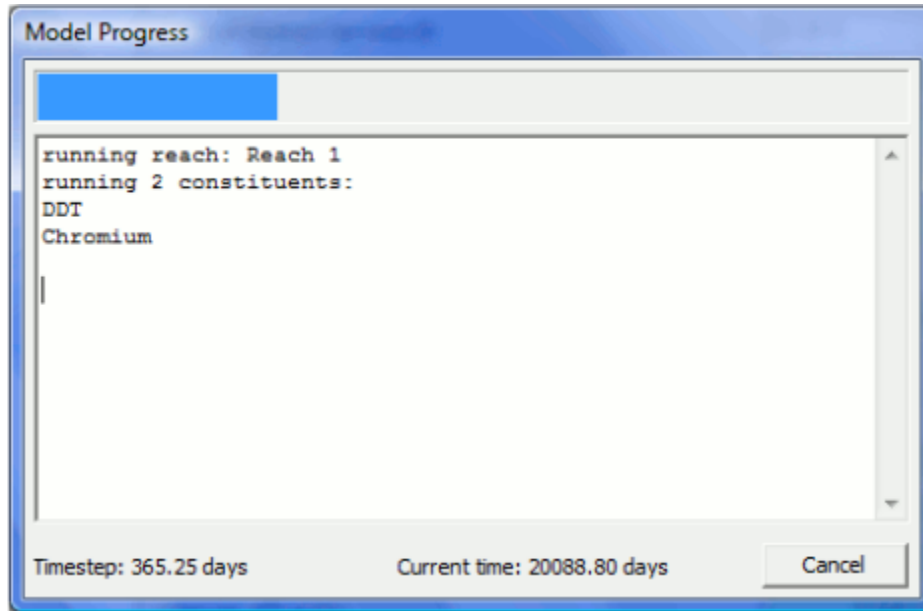 Model Progress
running reach: Reach 1
running 2 constituents:
DDT
Chromium
Timestep: 365.25 days
Current time: 20088.80 days
Cancel